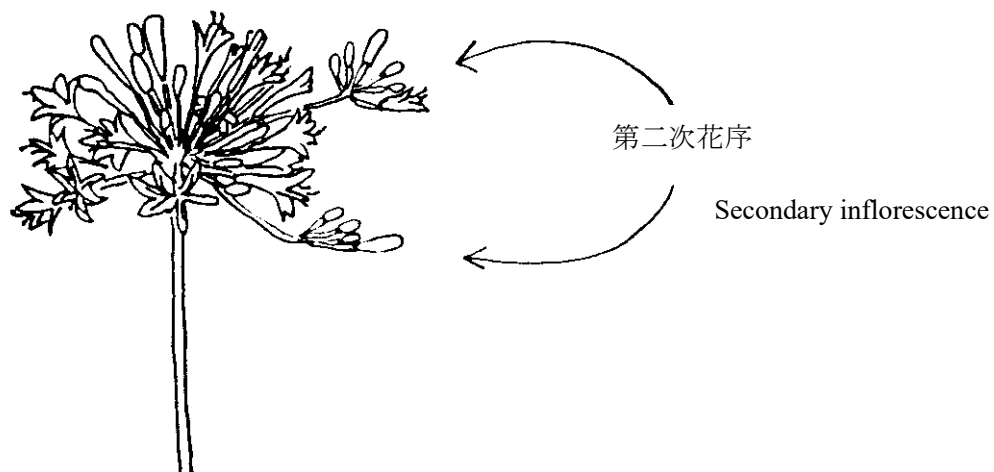 第二次花序
Secondary inflorescence